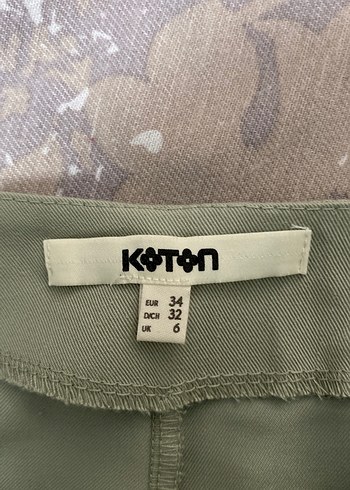 KOTON
EUR 34
D/CH 32
UK 6